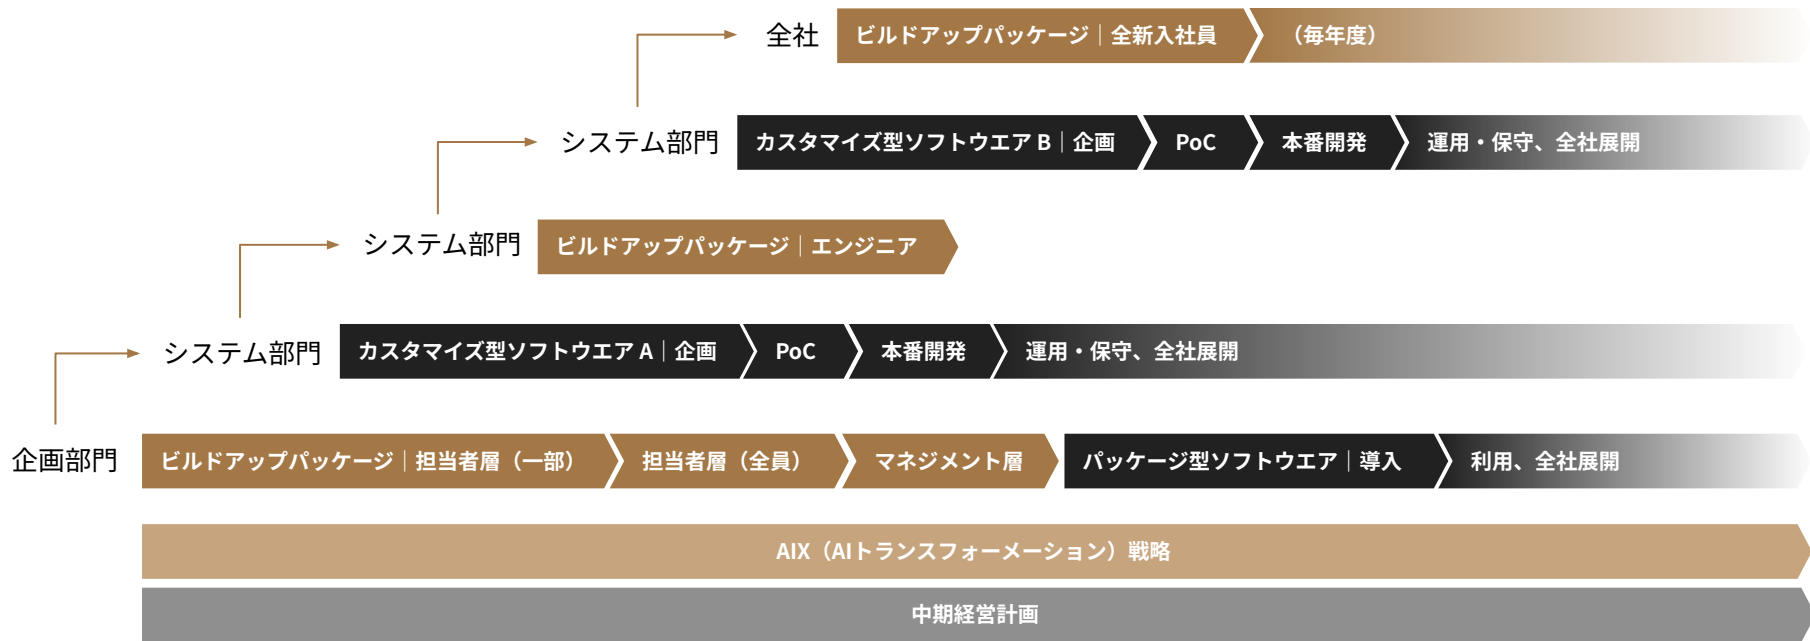 全社 ビルドアップパッケージ｜全新入社員 （毎年度）
システム部門 カスタマイズ型ソフトウエア B｜企画 PoC 本番開発 運用・保守、全社展開
システム部門 ビルドアップパッケージ｜エンジニア
システム部門 カスタマイズ型ソフトウエア A｜企画 PoC 本番開発 運用・保守、全社展開
企画部門 ビルドアップパッケージ｜担当者層（一部） 担当者層（全員） マネジメント層 パッケージ型ソフトウエア｜導入 利用、全社展開
AIX（AIトランスフォーメーション）戦略
中期経営計画